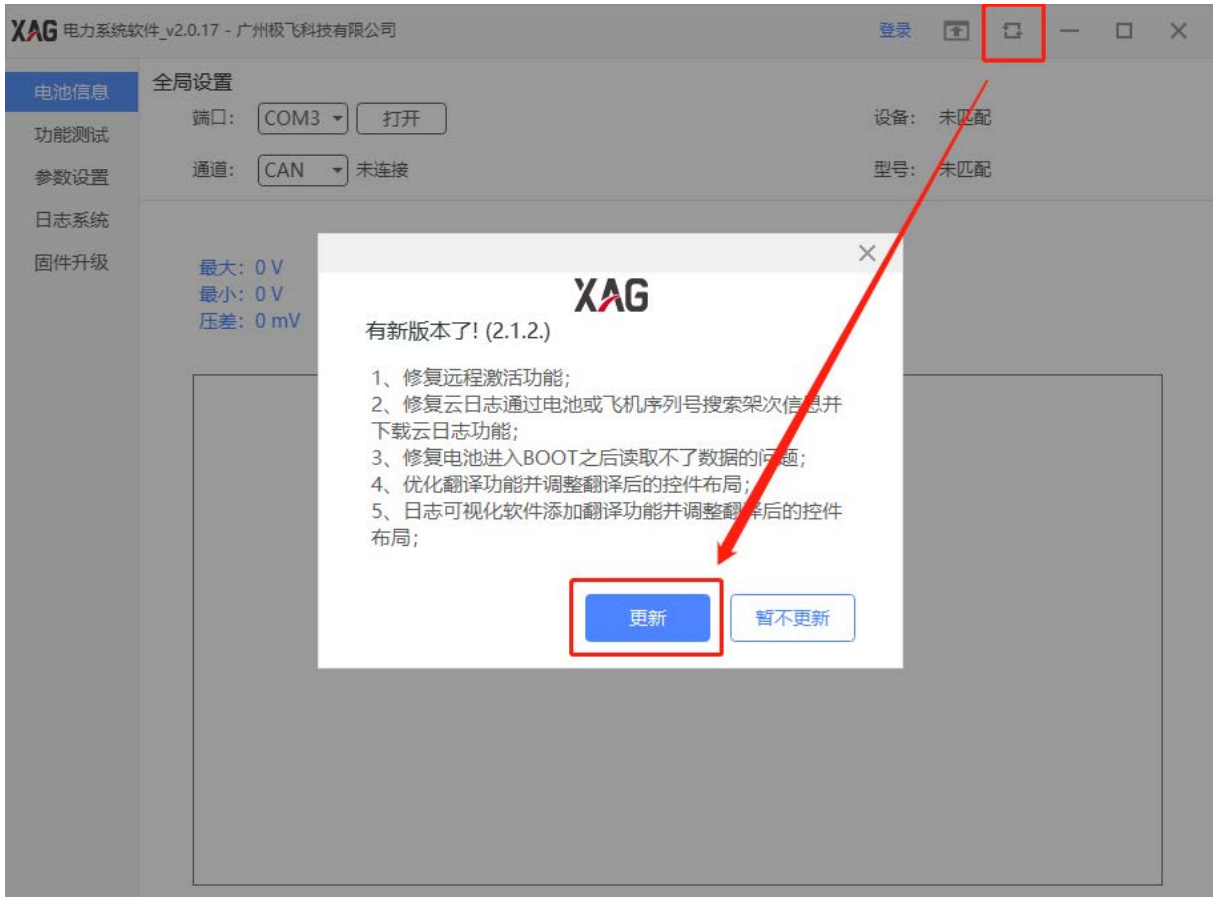 XAG 电力系统软件_v2.0.17 - 广州极飞科技有限公司 登录
电池信息
功能测试
参数设置
日志系统
固件升级
全局设置
端口： COM3 打开 设备： 未匹配
通道： CAN 未连接 型号： 未匹配
最大：0 V
最小：0 V
压差：0 mV
XAG
有新版本了! (2.1.2.)
1、修复远程激活功能；
2、修复云日志通过电池或飞机序列号搜索架次信息并
下载云日志功能；
3、修复电池进入BOOT之后读取不了数据的问题；
4、优化翻译功能并调整翻译后的控件布局；
5、日志可视化软件添加翻译功能并调整翻译后的控件
布局；
更新 暂不更新